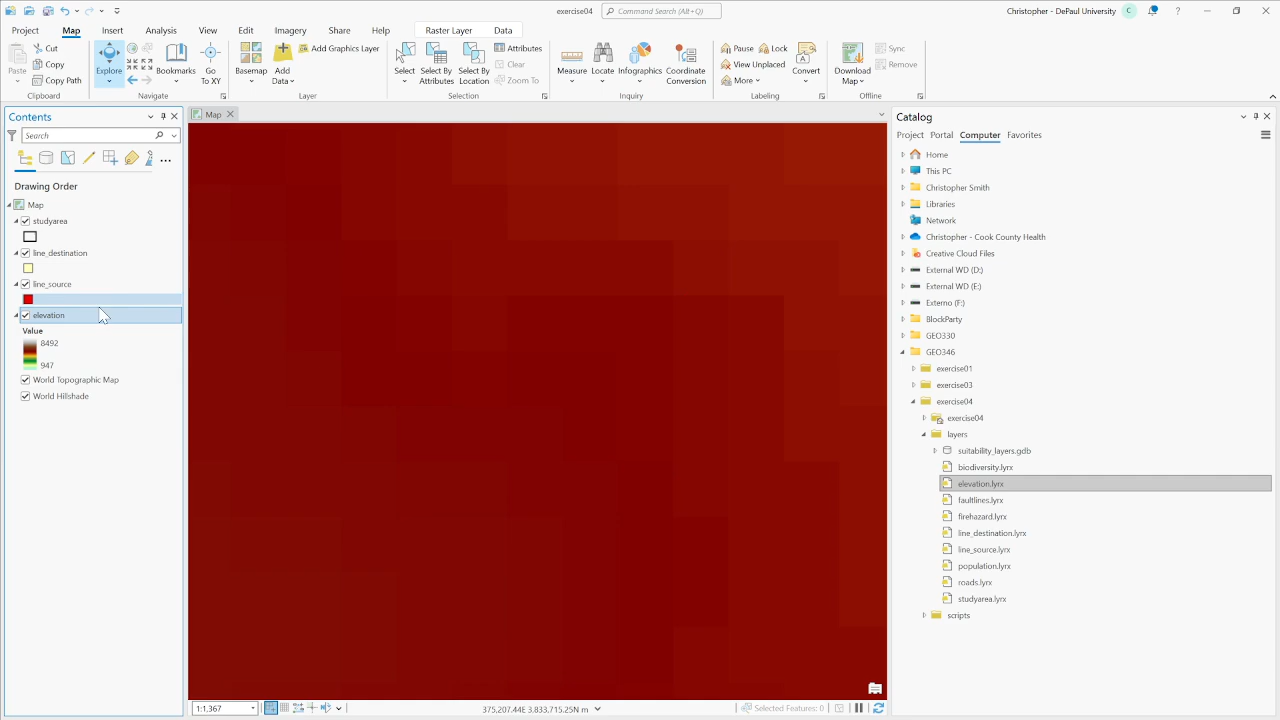 exercise04
Command Search (Alt+Q)
Christopher - DePaul University
C
?
Project
Map
Insert
Analysis
View
Edit
Imagery
Share
Help
Raster Layer
Data
Paste
Cut
Copy
Copy Path
Clipboard
Explore
Bookmarks
Go
To XY
Navigate
Basemap
Add
Data
Add Graphics Layer
Layer
Select
Select By
Attributes
Select By
Location
Attributes
Clear
Zoom To
Selection
Measure
Locate
Infographics
Coordinate
Conversion
Inquiry
Pause
Lock
View Unplaced
More
Convert
Labeling
Download
Map
Sync
Remove
Offline
Contents
Search
Drawing Order
Map
studyarea
line_destination
line_source
elevation
Value
8492
947
World Topographic Map
World Hillshade
Map
1:1,367
375,207.44E 3,833,715.25N m
Selected Features: 0
Catalog
Project
Portal
Computer
Favorites
Home
This PC
Christopher Smith
Libraries
Network
Christopher - Cook County Health
Creative Cloud Files
External WD (D:)
External WD (E:)
Externo (F:)
BlockParty
GEO330
GEO346
exercise01
exercise03
exercise04
exercise04
layers
suitability_layers.gdb
biodiversity.lyrx
elevation.lyrx
faultlines.lyrx
firehazard.lyrx
line_destination.lyrx
line_source.lyrx
population.lyrx
roads.lyrx
studyarea.lyrx
scripts